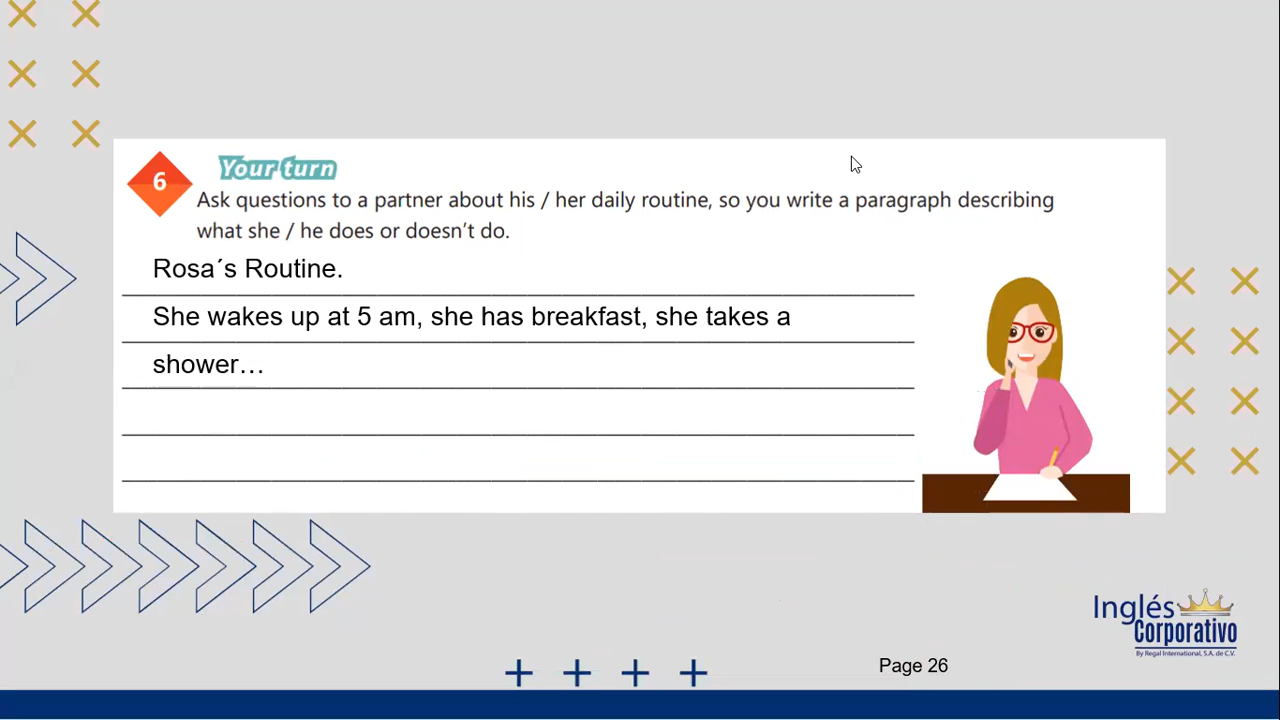 6
Your turn
Ask questions to a partner about his / her daily routine, so you write a paragraph describing
what she / he does or doesn't do.
Rosa´s Routine.
She wakes up at 5 am, she has breakfast, she takes a
shower…
Inglés
Corporativo
By Regal International, S.A. de C.V.
Page 26